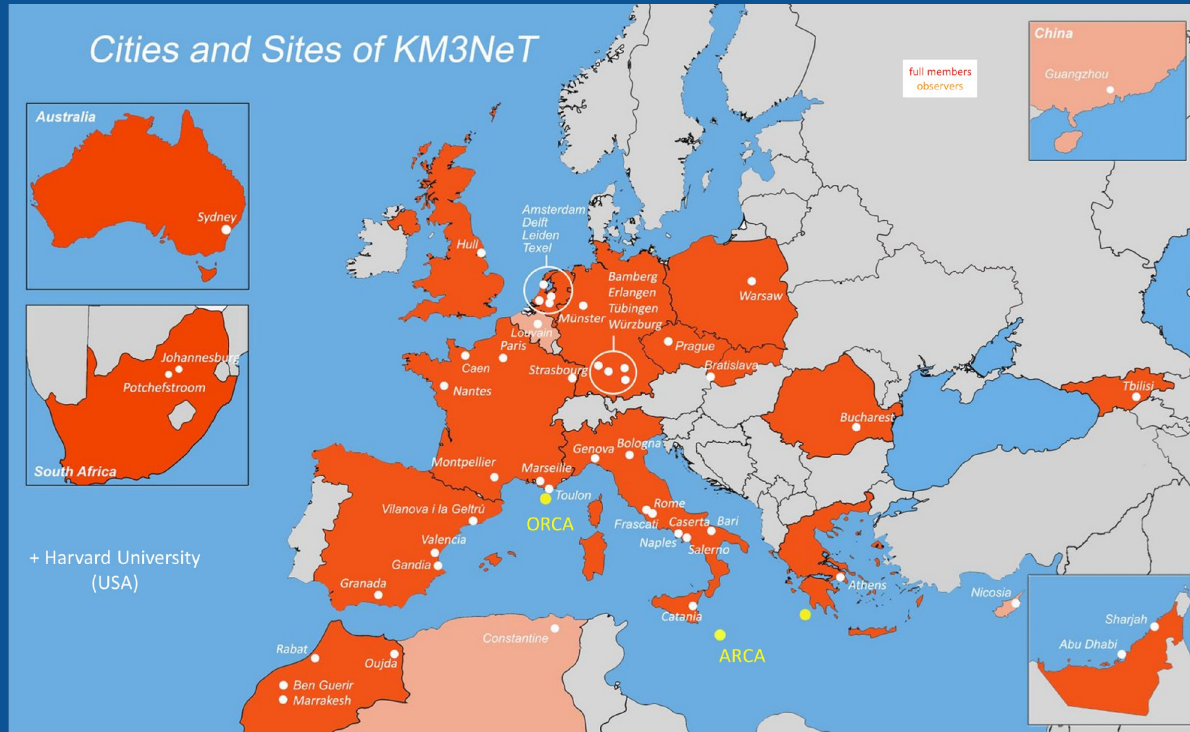 Cities and Sites of KM3NeT
full members
observers
China
Guangzhou
Australia
Sydney
Johannesburg
Potchefstroom
South Africa
+ Harvard University
(USA)
Amsterdam
Delft
Leiden
Texel
Hull
Bamberg
Erlangen
Tübingen
Würzburg
Münster
Warsaw
Louvain
Paris
Caen
Strasbourg
Nantes
Prague
Bratislava
Bucharest
Tbilisi
Genova
Bologna
Montpellier
Marseille
Toulon
ORCA
Vilanova i la Geltrú
Valencia
Gandia
Granada
Rome
Frascati
Caserta
Bari
Naples
Salerno
Athens
Catania
ARCA
Nicosia
Sharjah
Abu Dhabi
Constantine
Rabat
Oujda
Ben Guerir
Marrakesh